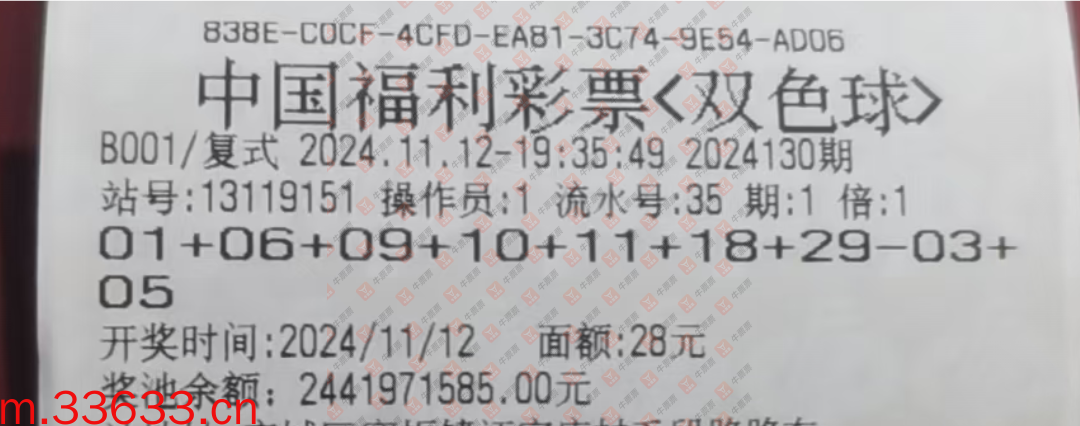 838E-C0CF-4CFD-EA81-3C74-9E54-AD06
中国福利彩票<双色球>
B001/复式 2024.11.12-19:35:49 2024130期
站号:13119151 操作员:1 流水号:35 期:1 倍:1
01+06+09+10+11+18+29-03+
05
开奖时间:2024/11/12 面额:28元
奖池余额: 2441971585.00元
m.33633.cn